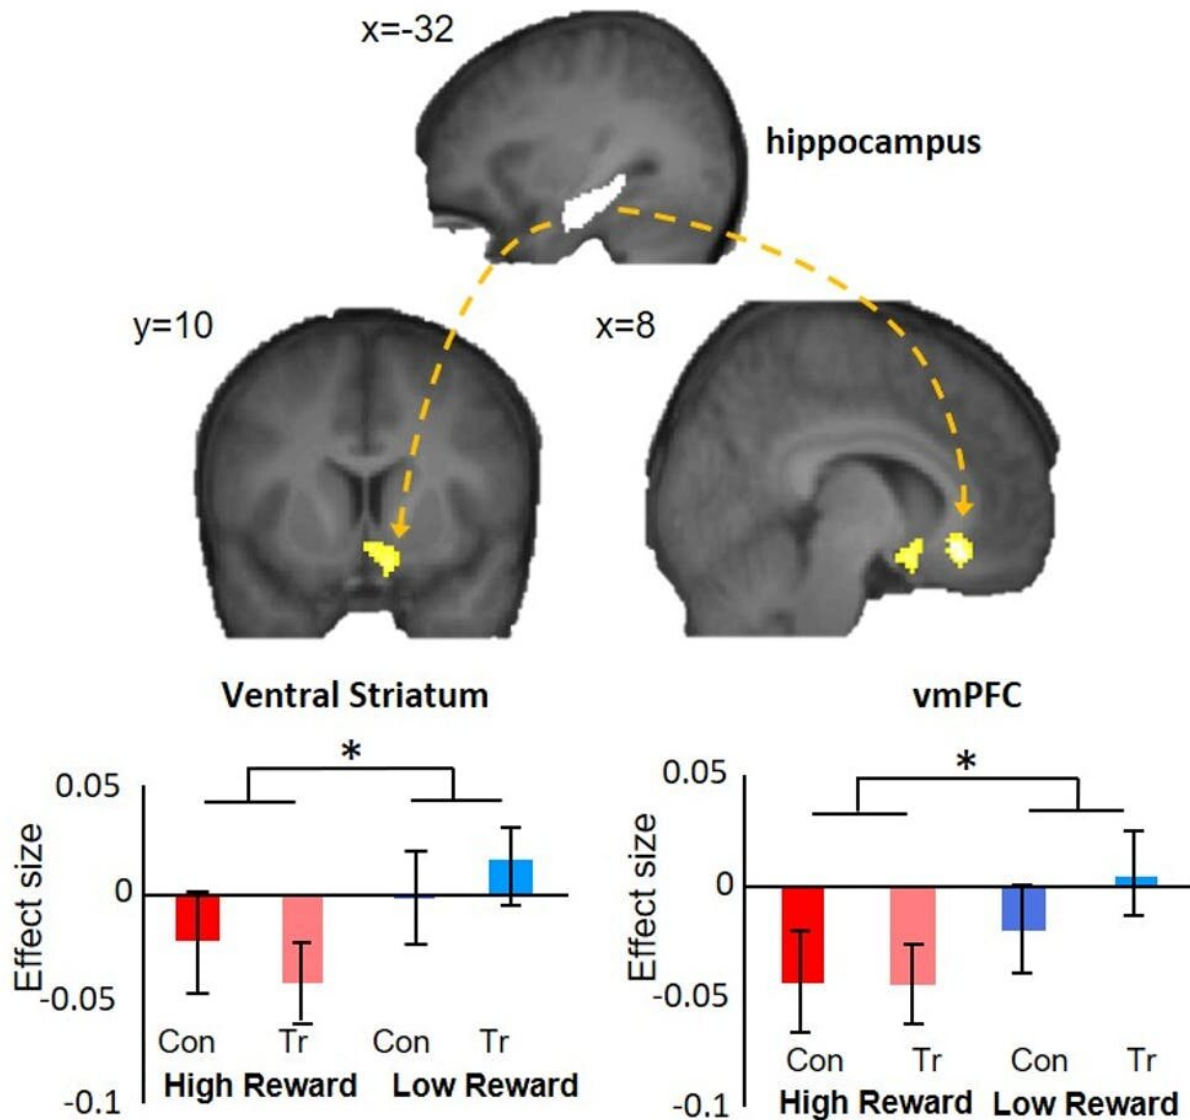 x=-32
hippocampus
y=10
x=8
Ventral Striatum
vmPFC
*
0.05
0
-0.05
-0.1
Effect size
Con Tr Con Tr
High Reward Low Reward
*
0.05
0
-0.05
-0.1
Effect size
Con Tr Con Tr
High Reward Low Reward